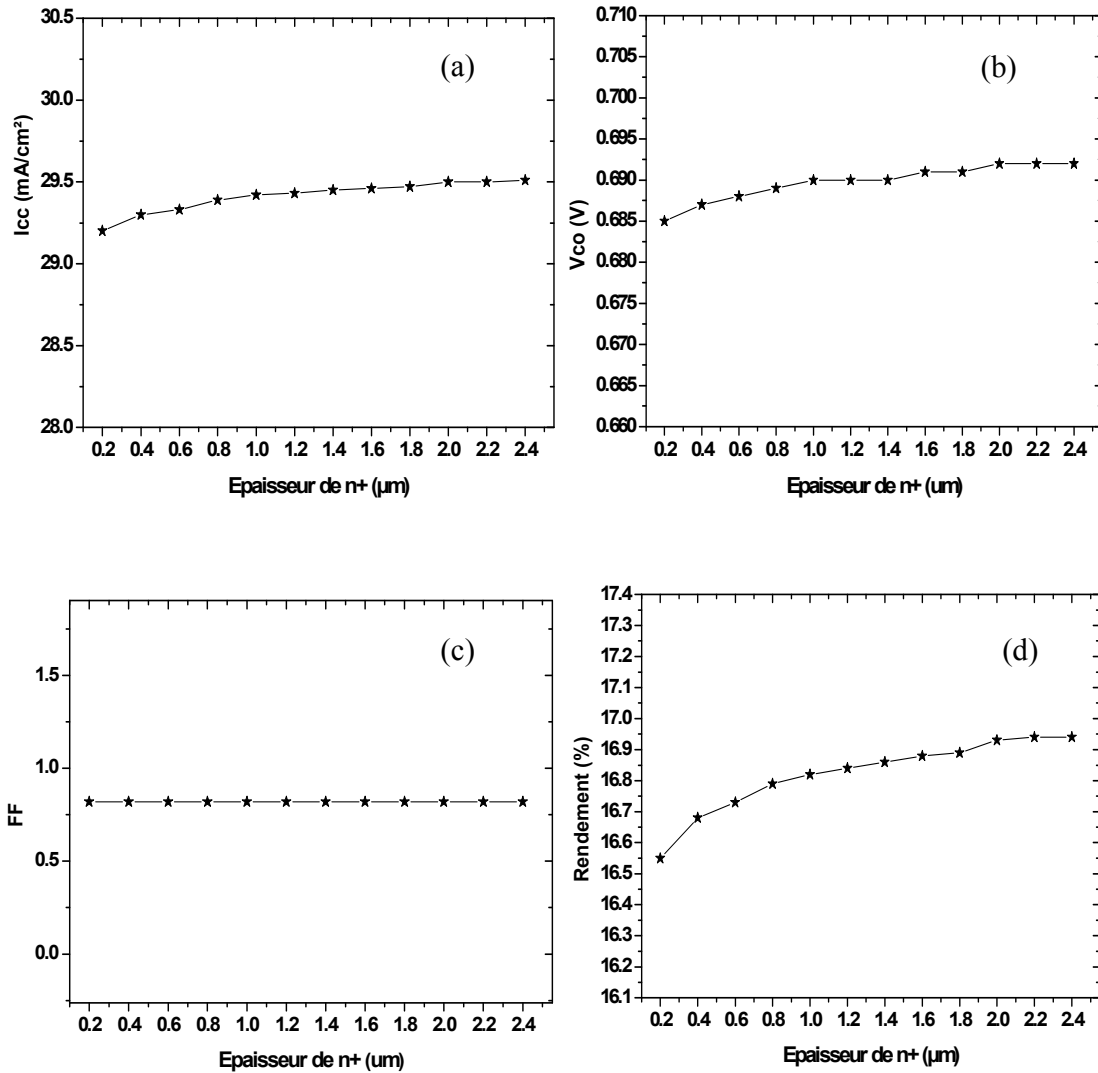 (a)
Icc (mA/cm²)
30.5
30.0
29.5
29.0
28.5
28.0
0.2 0.4 0.6 0.8 1.0 1.2 1.4 1.6 1.8 2.0 2.2 2.4
Epaisseur de n+ (µm)
(b)
Vco (V)
0.710
0.705
0.700
0.695
0.690
0.685
0.680
0.675
0.670
0.665
0.660
0.2 0.4 0.6 0.8 1.0 1.2 1.4 1.6 1.8 2.0 2.2 2.4
Epaisseur de n+ (um)
(c)
FF
1.5
1.0
0.5
0.0
0.2 0.4 0.6 0.8 1.0 1.2 1.4 1.6 1.8 2.0 2.2 2.4
Epaisseur de n+ (um)
(d)
Rendement (%)
17.4
17.3
17.2
17.1
17.0
16.9
16.8
16.7
16.6
16.5
16.4
16.3
16.2
16.1
0.2 0.4 0.6 0.8 1.0 1.2 1.4 1.6 1.8 2.0 2.2 2.4
Epaisseur de n+ (µm)